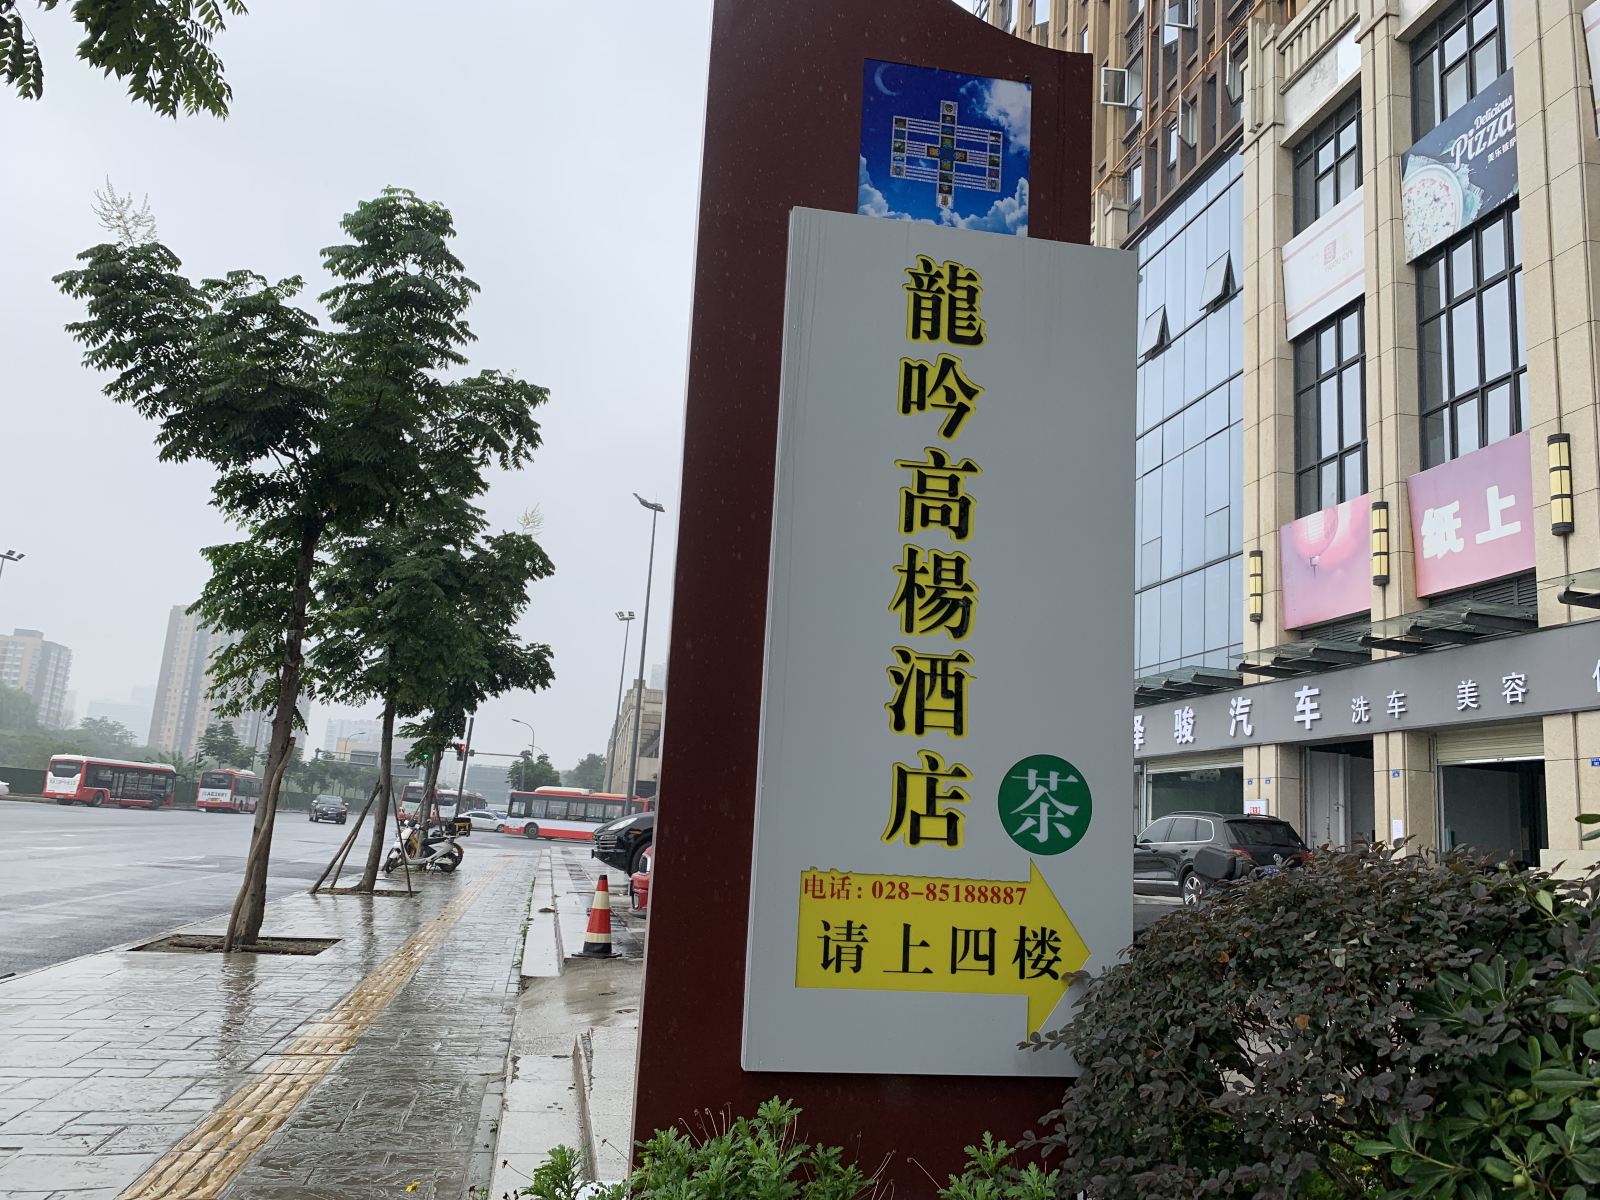 龍吟高楊酒店
茶
电话：028-85188887
请上四楼
Delicious
Pizza
纸上
骏汽车 洗车 美容